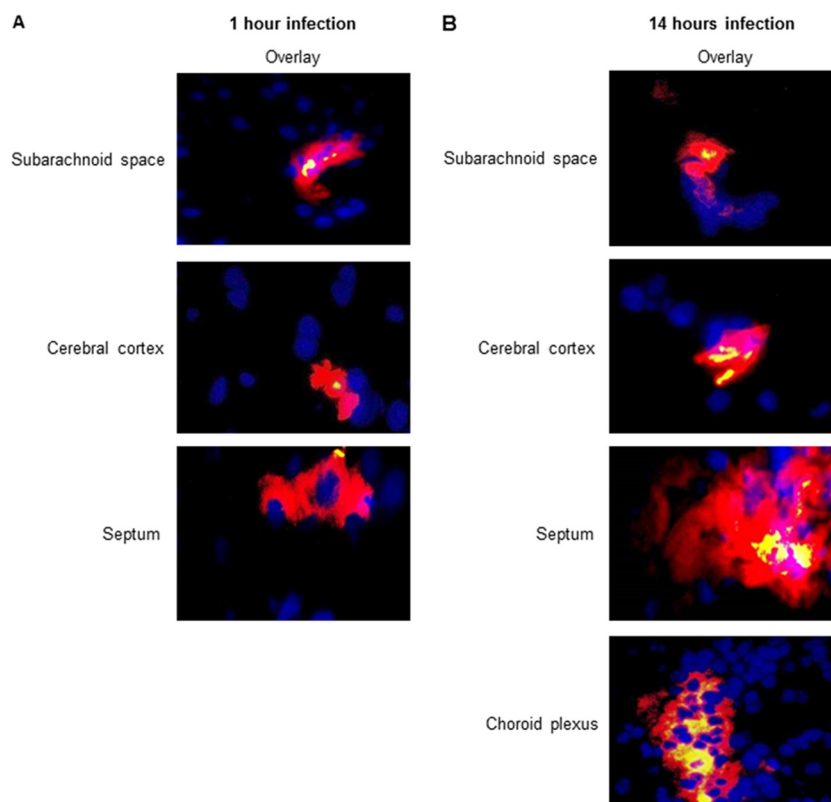 A
1 hour infection
Overlay
Subarachnoid space
Cerebral cortex
Septum
B
14 hours infection
Overlay
Subarachnoid space
Cerebral cortex
Septum
Choroid plexus